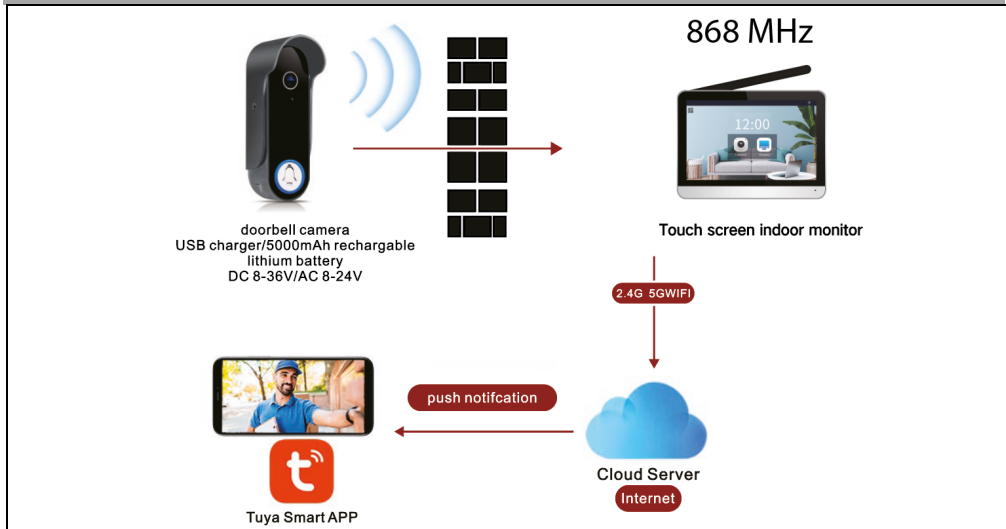 868 MHz
12:00
doorbell camera
USB charger/5000mAh rechargable
lithium battery
DC 8-36V/AC 8-24V
Touch screen indoor monitor
2.4G 5GWIFI
push notifcation
Cloud Server
Internet
Tuya Smart APP